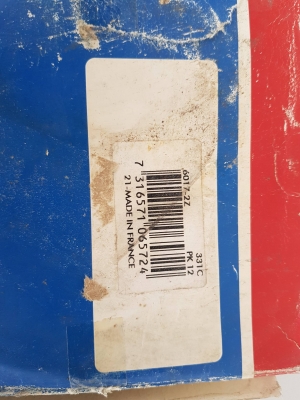 6017-2Z
331C
PK 12
7 316571 065724
21-MADE IN FRANCE